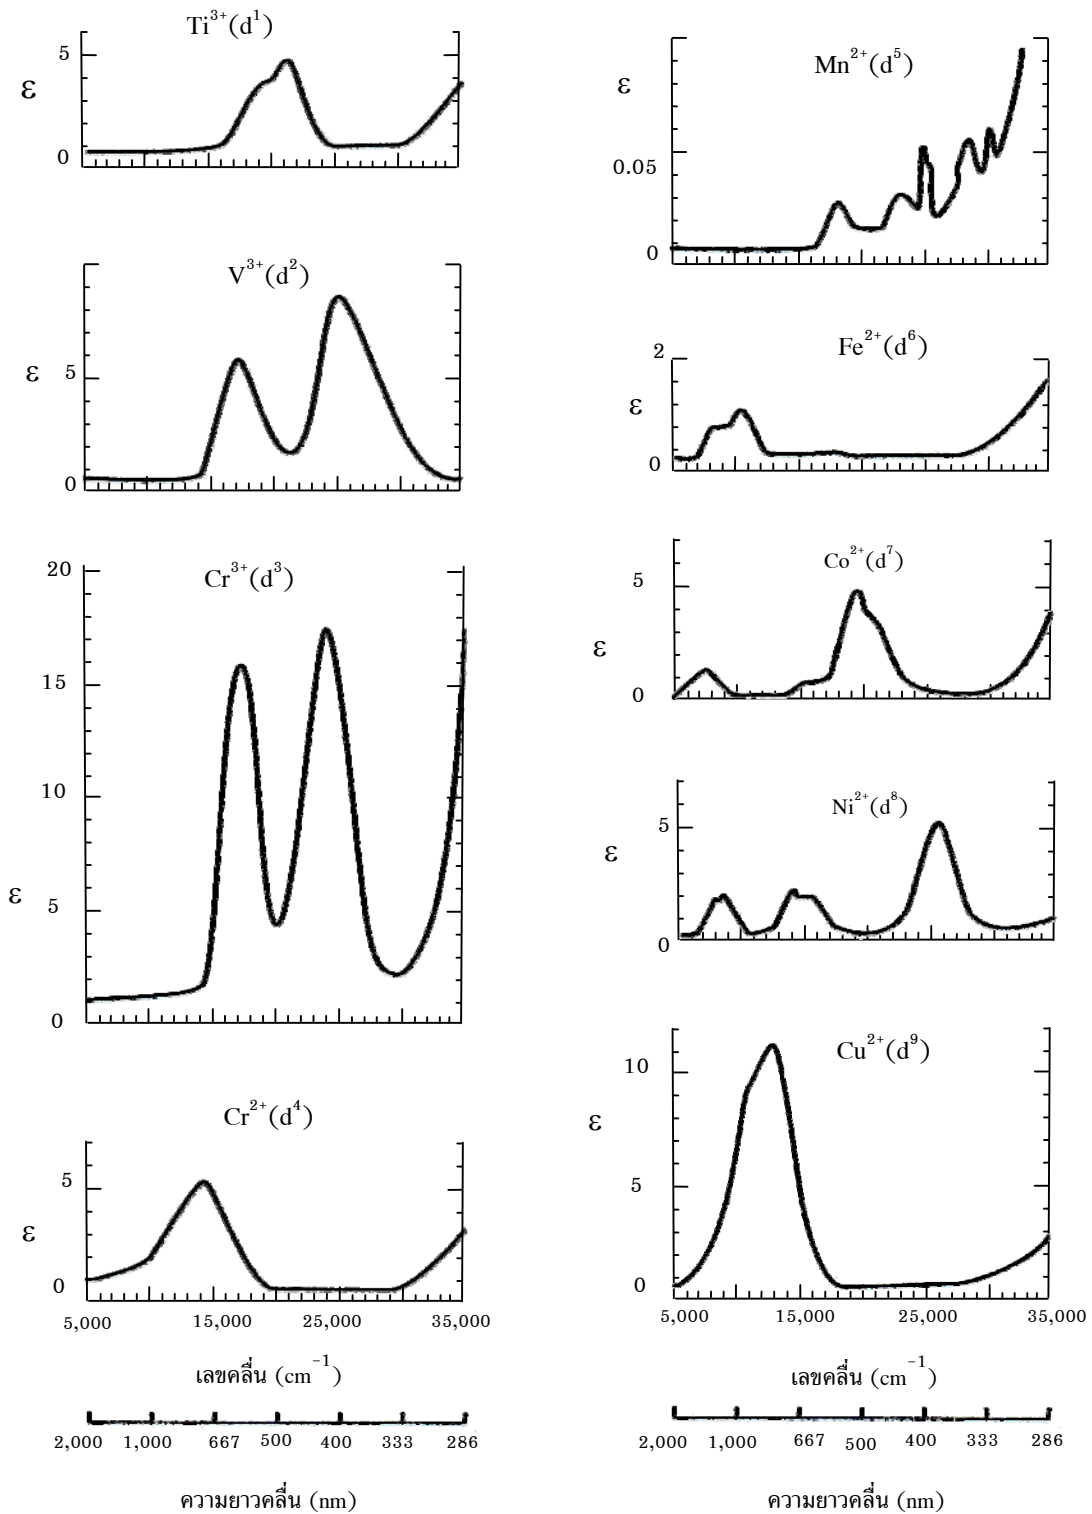 Ti³⁺(d¹)
5
ε
0
V³⁺(d²)
ε 5
0
20
Cr³⁺(d³)
15
10
ε
5
0
Cr²⁺(d⁴)
5
ε
0
5,000 15,000 25,000 35,000
เลขคลื่น (cm⁻¹)
2,000 1,000 667 500 400 333 286
ความยาวคลื่น (nm)
Mn²⁺(d⁵)
ε
0.05
0
Fe²⁺(d⁶)
2
ε
0
Co²⁺(d⁷)
5
ε
0
Ni²⁺(d⁸)
5
ε
0
Cu²⁺(d⁹)
10
ε
5
0
5,000 15,000 25,000 35,000
เลขคลื่น (cm⁻¹)
2,000 1,000 667 500 400 333 286
ความยาวคลื่น (nm)